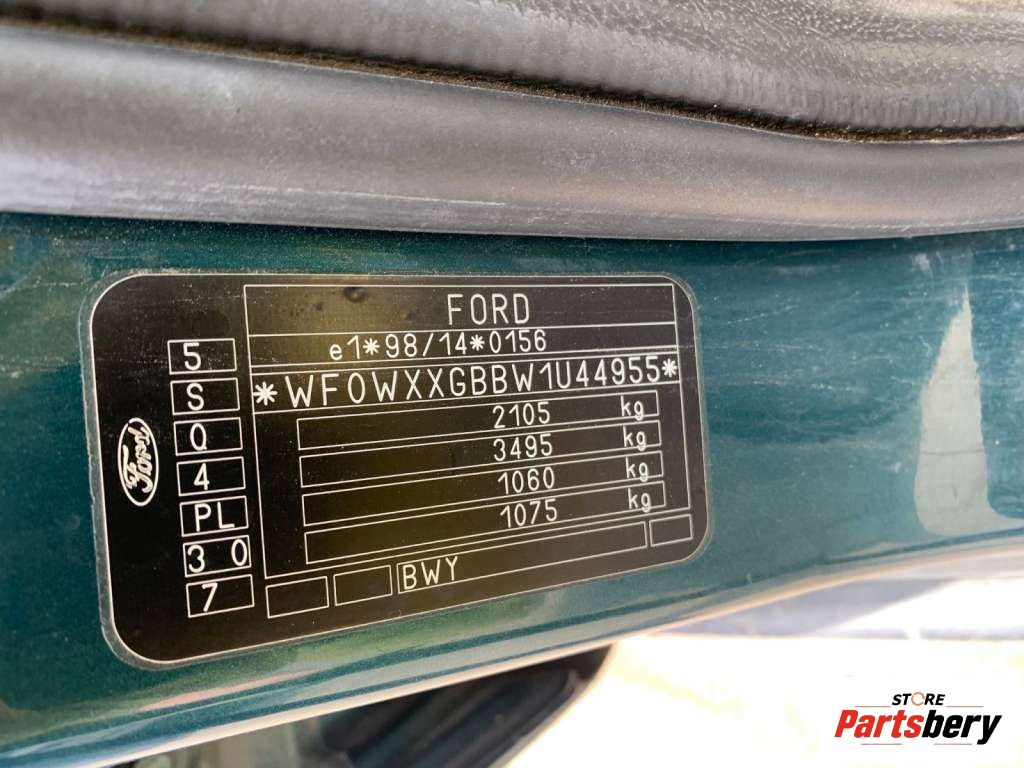 FORD
e1*98/14*0156
*WF0WXXGBBW1U44955*
2105 kg
3495 kg
1060 kg
1075 kg
BWY
5
S
Q
4
PL
3 0
7
Ford
STORE
Partsbery